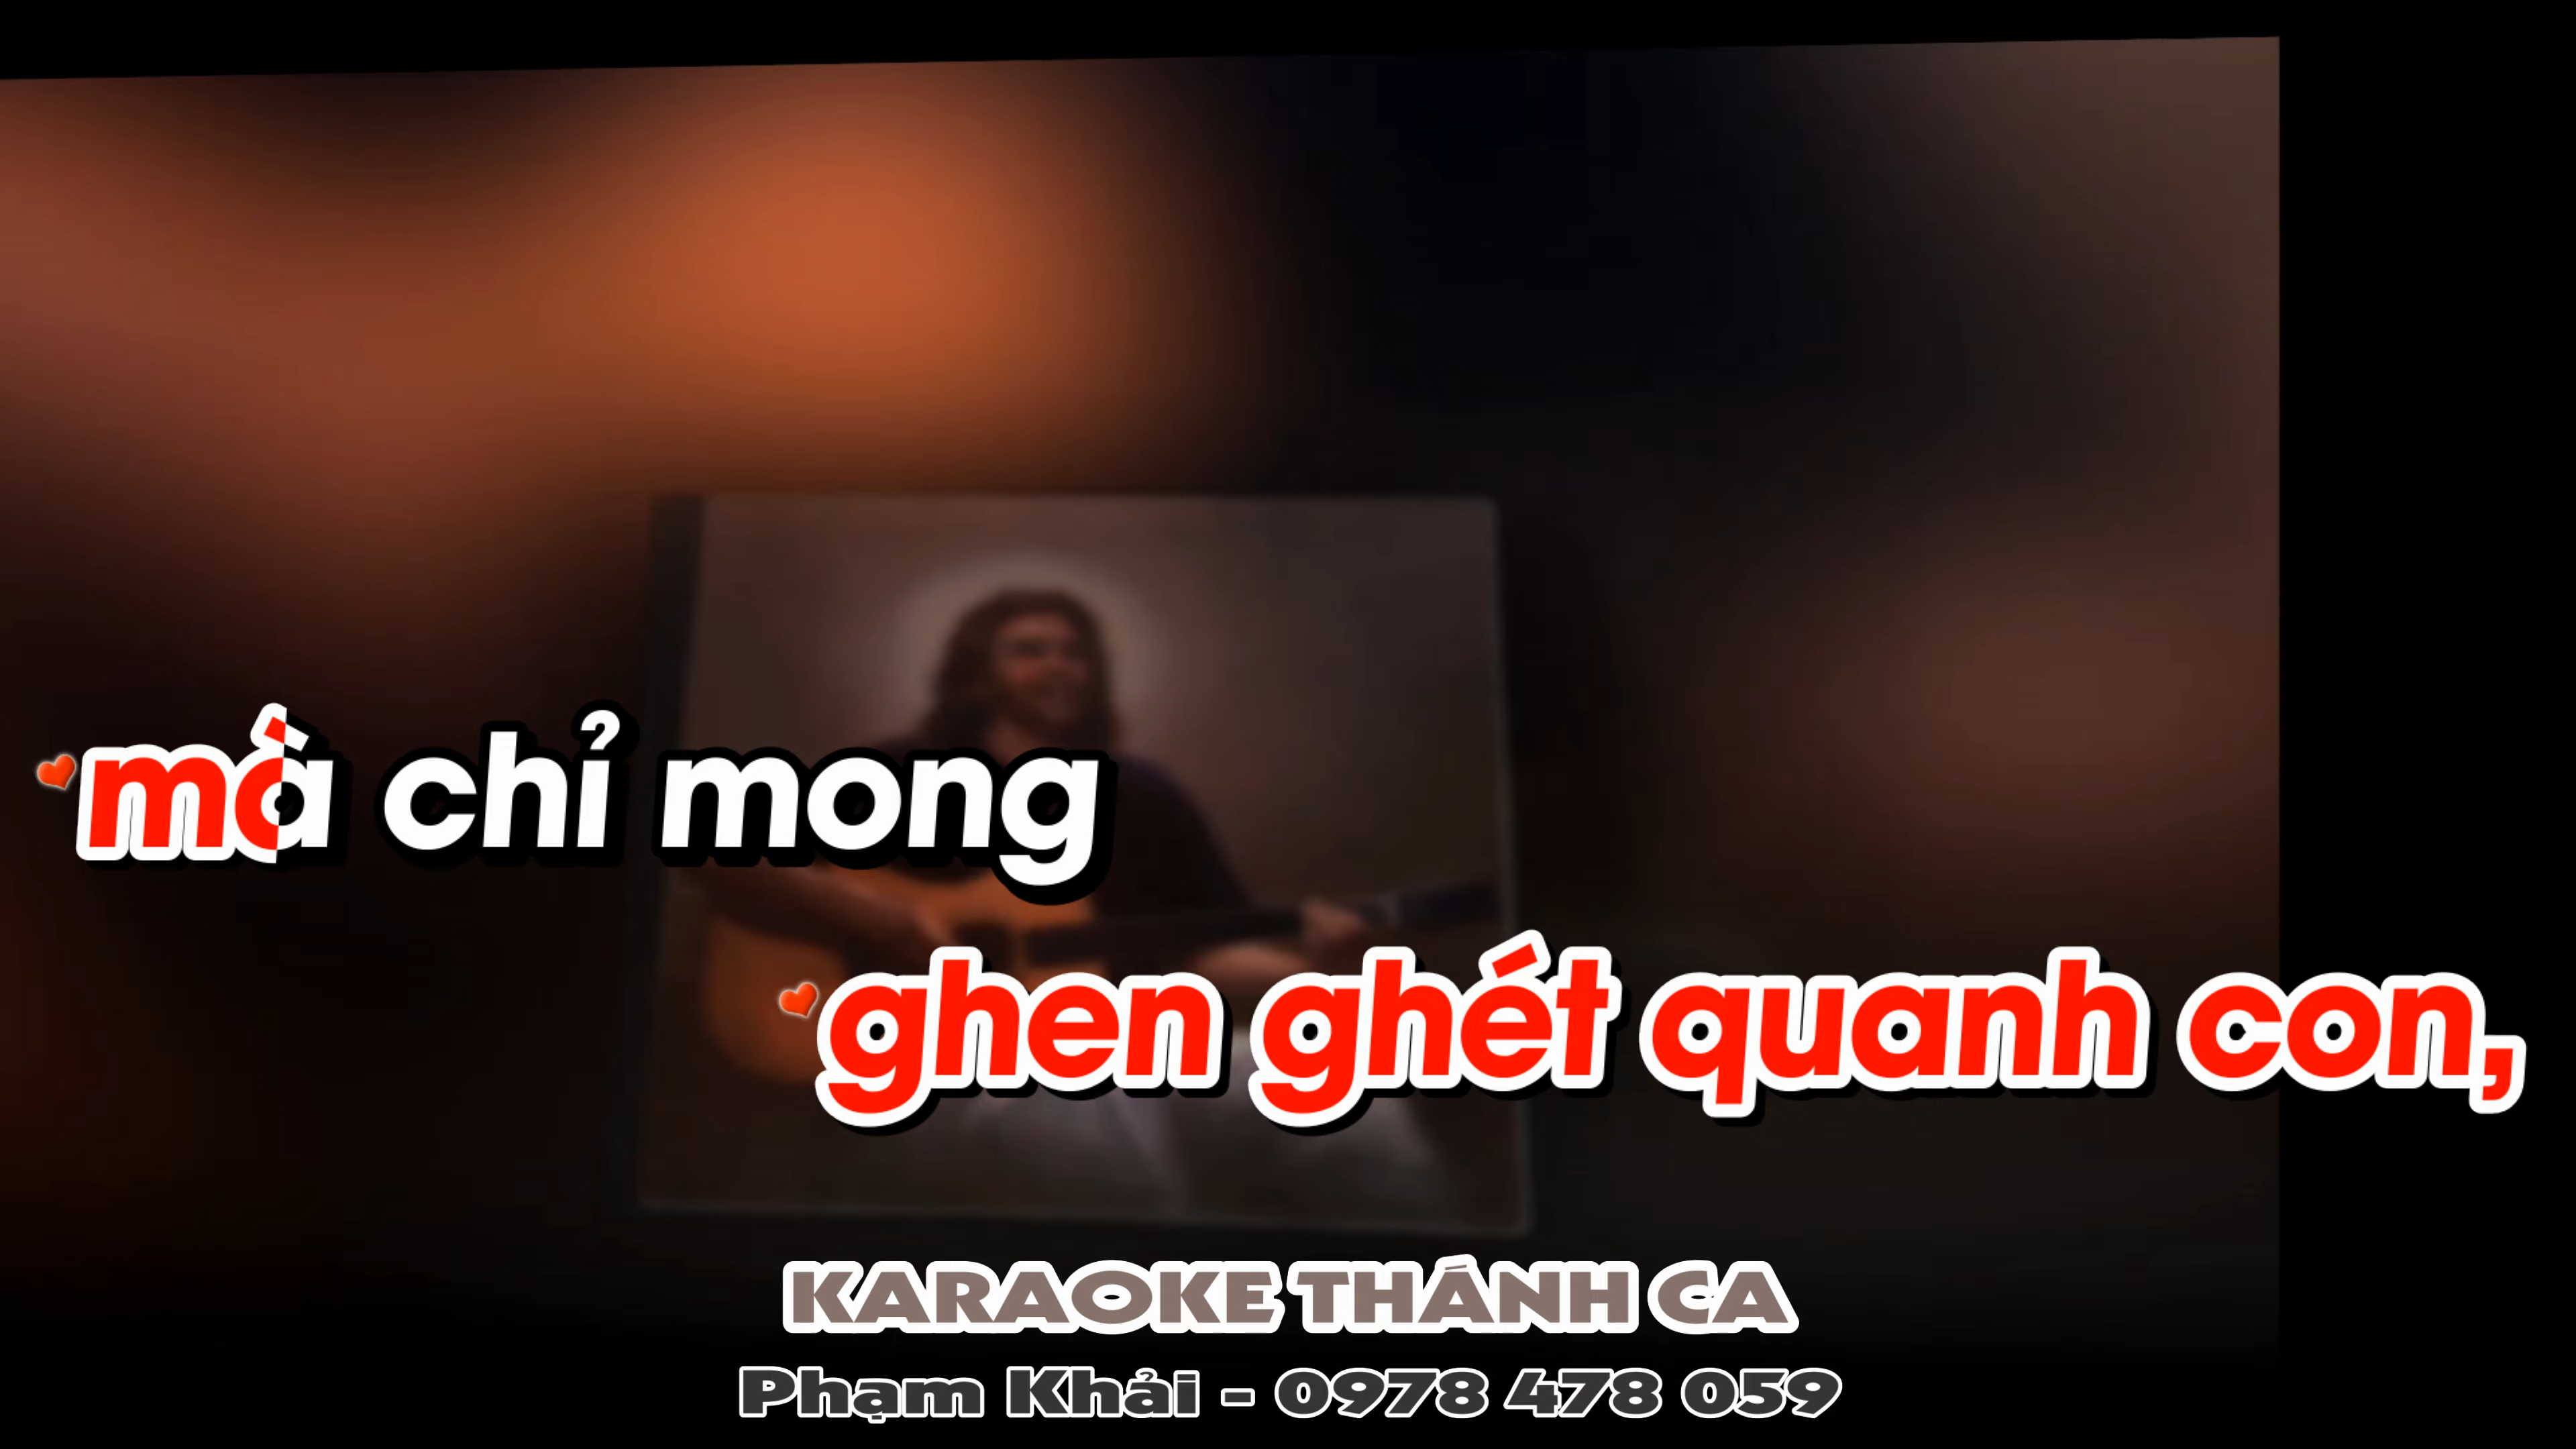 mà chỉ mong
ghen ghét quanh con,
KARAOKE THÁNH CA
Phạm Khải - 0978 478 059